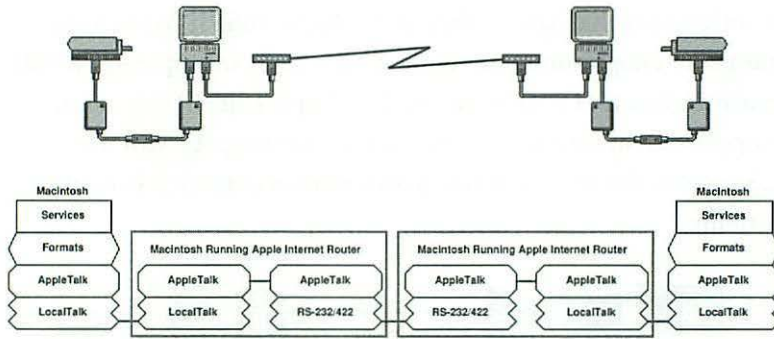 Macintosh Macintosh
Services Services
Formats Macintosh Running Apple Internet Router Macintosh Running Apple Internet Router Formats
AppleTalk AppleTalk AppleTalk AppleTalk AppleTalk AppleTalk
LocalTalk LocalTalk RS-232/422 RS-232/422 LocalTalk LocalTalk